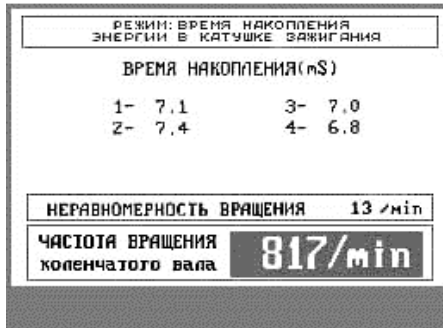 РЕЖИМ: ВРЕМЯ НАКОПЛЕНИЯ
ЭНЕРГИИ В КАТУШКЕ ЗАЖИГАНИЯ
ВРЕМЯ НАКОПЛЕНИЯ(mS)
1- 7.1 3- 7.0
2- 7.4 4- 6.8
НЕРАВНОМЕРНОСТЬ ВРАЩЕНИЯ 13 /min
ЧАСТОТА ВРАЩЕНИЯ
коленчатого вала 817/min